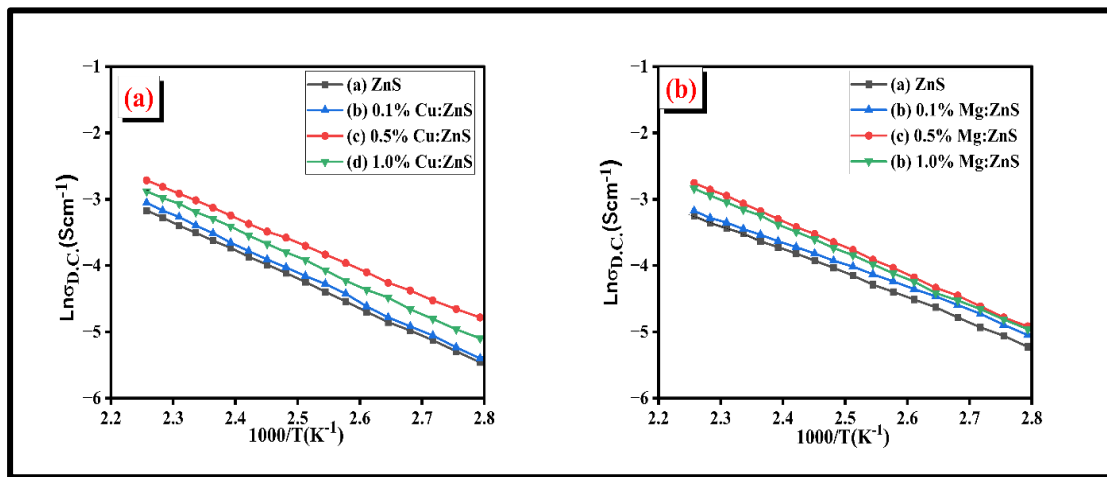 (a)
(a) ZnS
(b) 0.1% Cu:ZnS
(c) 0.5% Cu:ZnS
(d) 1.0% Cu:ZnS
−1
−2
−3
−4
−5
−6
Lnσ_D.C.(Scm⁻¹)
2.2 2.3 2.4 2.5 2.6 2.7 2.8
1000/T(K⁻¹)
(b)
(a) ZnS
(b) 0.1% Mg:ZnS
(c) 0.5% Mg:ZnS
(b) 1.0% Mg:ZnS
−1
−2
−3
−4
−5
−6
Lnσ_D.C.(Scm⁻¹)
2.2 2.3 2.4 2.5 2.6 2.7 2.8
1000/T(K⁻¹)